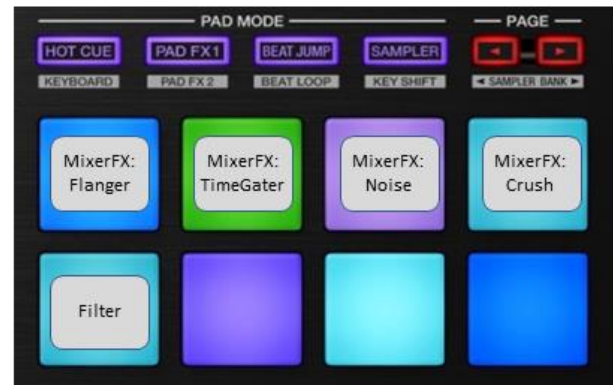 PAD MODE
PAGE
HOT CUE
PAD FX1
BEAT JUMP
SAMPLER
◄
►
KEYBOARD
PAD FX 2
BEAT LOOP
KEY SHIFT
◄ SAMPLER BANK ►
MixerFX:
Flanger
MixerFX:
TimeGater
MixerFX:
Noise
MixerFX:
Crush
Filter